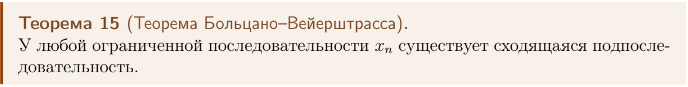 Теорема 15 (Теорема Больцано–Вейерштрасса).
У любой ограниченной последовательности xₙ существует сходящаяся подпосле-
довательность.